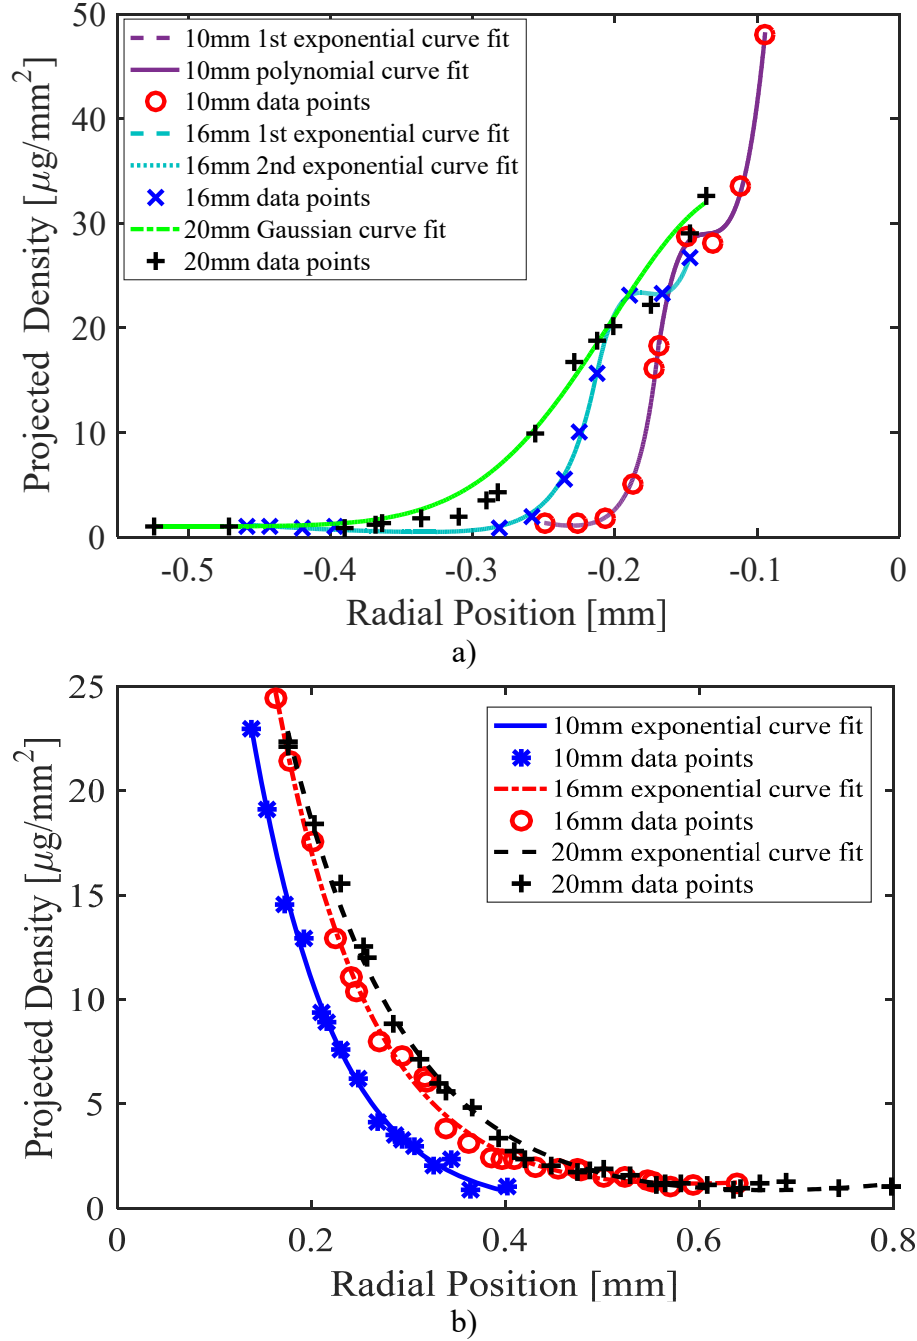 50
40
30
20
10
0
Projected Density [μg/mm²]
10mm 1st exponential curve fit
10mm polynomial curve fit
10mm data points
16mm 1st exponential curve fit
16mm 2nd exponential curve fit
16mm data points
20mm Gaussian curve fit
20mm data points
-0.5 -0.4 -0.3 -0.2 -0.1 0
Radial Position [mm]
a)
25
20
15
10
5
0
Projected Density [μg/mm²]
10mm exponential curve fit
10mm data points
16mm exponential curve fit
16mm data points
20mm exponential curve fit
20mm data points
0 0.2 0.4 0.6 0.8
Radial Position [mm]
b)